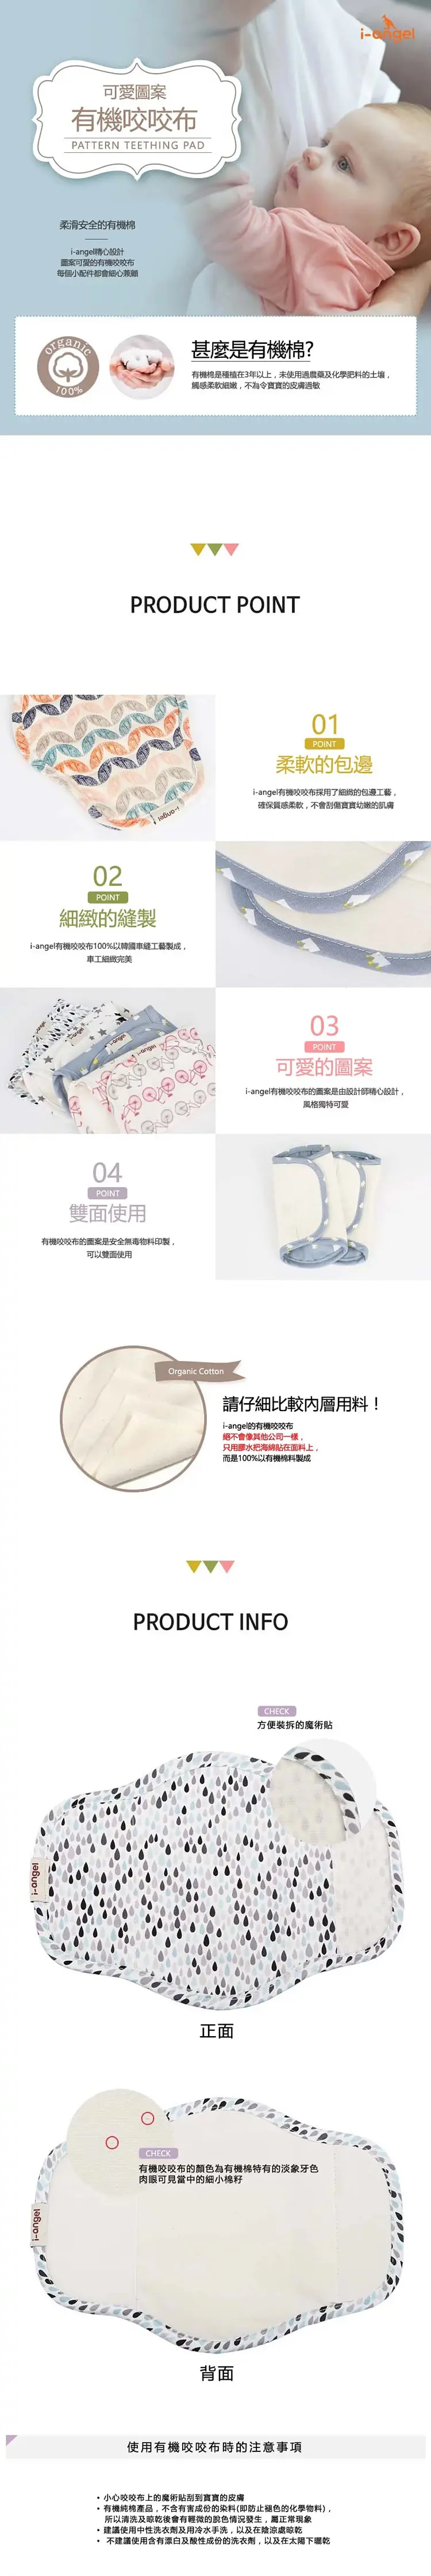 i-angel
可愛圖案
有機咬咬布
PATTERN TEETHING PAD
柔滑安全的有機棉
i-angel精心設計
圖案可愛的有機咬咬布
每個小配件都會細心兼顧
organic
100%
甚麼是有機棉?
有機棉是種植在3年以上，未使用過農藥及化學肥料的土壤，
觸感柔軟細嫩，不為令寶寶的皮膚過敏
PRODUCT POINT
01
POINT
柔軟的包邊
i-angel有機咬咬布採用了細緻的包邊工藝，
確保質感柔軟，不會刮傷寶寶幼嫩的肌膚
i-angel
02
POINT
細緻的縫製
i-angel有機咬咬布100%以韓國車縫工藝製成，
車工細緻完美
03
POINT
可愛的圖案
i-angel有機咬咬布的圖案是由設計師精心設計，
風格獨特可愛
i-angel
i-angel
i-angel
04
POINT
雙面使用
有機咬咬布的圖案是安全無毒物料印製，
可以雙面使用
Organic Cotton
請仔細比較內層用料！
i-angel的有機咬咬布
絕不會像其他公司一樣，
只用膠水把海綿貼在面料上，
而是100%以有機棉料製成
PRODUCT INFO
CHECK
方便裝拆的魔術貼
i-angel
正面
CHECK
有機咬咬布的顏色為有機棉特有的淡象牙色
肉眼可見當中的細小棉籽
i-angel
背面
使用有機咬咬布時的注意事項
• 小心咬咬布上的魔術貼刮到寶寶的皮膚
• 有機純棉產品，不含有害成份的染料(即防止褪色的化學物料)，
所以清洗及晾乾後會有輕微的脫色情況發生，屬正常現象
• 建議使用中性洗衣劑及用冷水手洗，以及在陰涼處晾乾
• 不建議使用含有漂白及酸性成份的洗衣劑，以及在太陽下曬乾